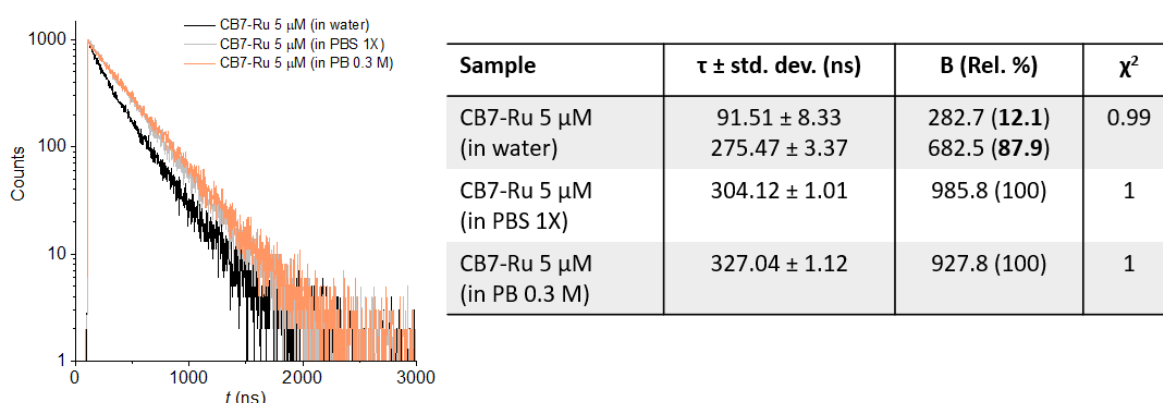 CB7-Ru 5 μM (in water)
CB7-Ru 5 μM (in PBS 1X)
CB7-Ru 5 μM (in PB 0.3 M)
1000
100
10
1
Counts
0 1000 2000 3000
t (ns)
Sample τ ± std. dev. (ns) B (Rel. %) χ²
CB7-Ru 5 μM 91.51 ± 8.33 282.7 (12.1) 0.99
(in water) 275.47 ± 3.37 682.5 (87.9)
CB7-Ru 5 μM 304.12 ± 1.01 985.8 (100) 1
(in PBS 1X)
CB7-Ru 5 μM 327.04 ± 1.12 927.8 (100) 1
(in PB 0.3 M)